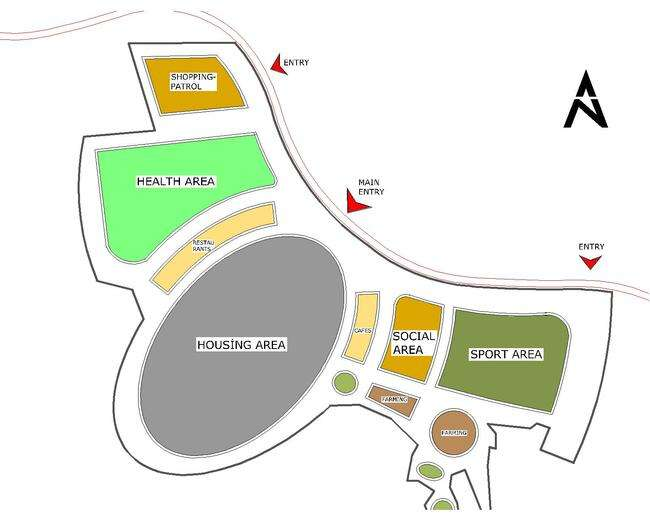 ENTRY
SHOPPING-
PATROL
HEALTH AREA
MAIN
ENTRY
RESTAU
RANTS
ENTRY
HOUSİNG AREA
CAFES
SOCIAL
AREA
SPORT AREA
FARMING
FARMING
N